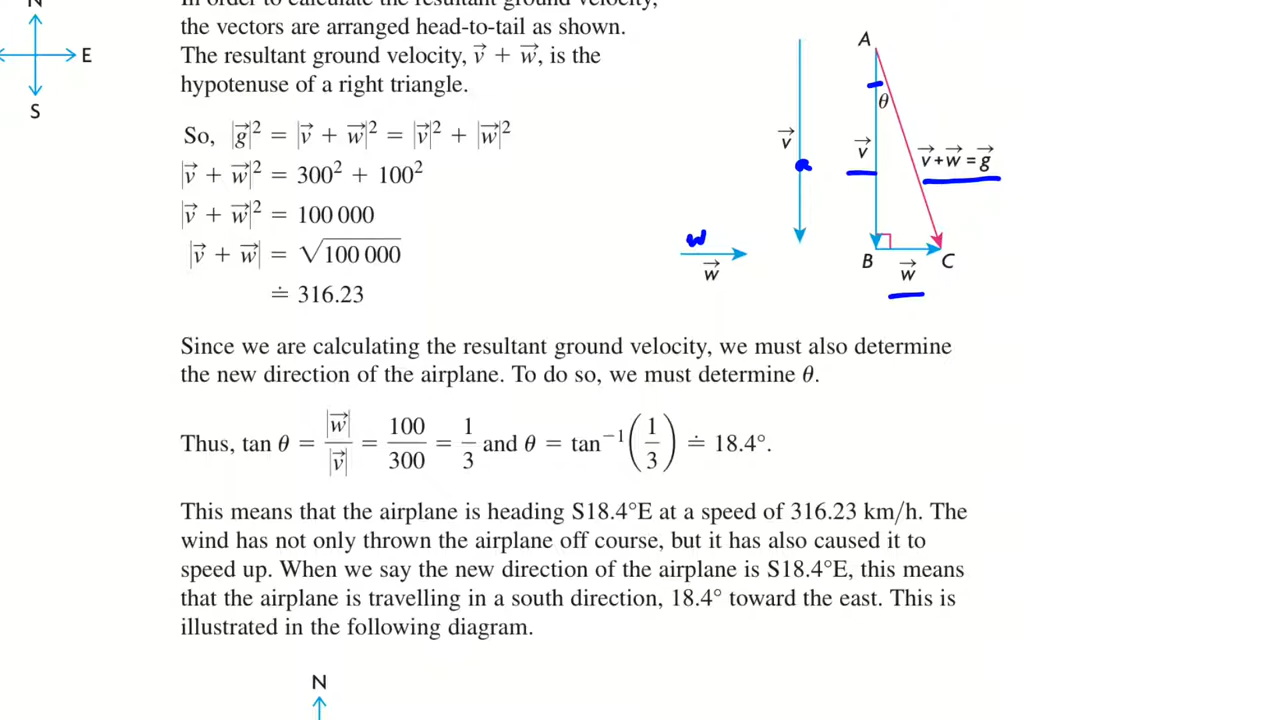 N
E
S
In order to calculate the resultant ground velocity,
the vectors are arranged head-to-tail as shown.
The resultant ground velocity, v⃗ + w⃗, is the
hypotenuse of a right triangle.
So, |g⃗|² = |v⃗ + w⃗|² = |v⃗|² + |w⃗|²
|v⃗ + w⃗|² = 300² + 100²
|v⃗ + w⃗|² = 100 000
|v⃗ + w⃗| = √100 000
≐ 316.23
w
w⃗
v⃗
A
θ
v⃗
v⃗+w⃗ = g⃗
B
w⃗
C
Since we are calculating the resultant ground velocity, we must also determine
the new direction of the airplane. To do so, we must determine θ.
Thus, tan θ = |w⃗|/|v⃗| = 100/300 = 1/3 and θ = tan⁻¹(1/3) ≐ 18.4°.
This means that the airplane is heading S18.4°E at a speed of 316.23 km/h. The
wind has not only thrown the airplane off course, but it has also caused it to
speed up. When we say the new direction of the airplane is S18.4°E, this means
that the airplane is travelling in a south direction, 18.4° toward the east. This is
illustrated in the following diagram.
N